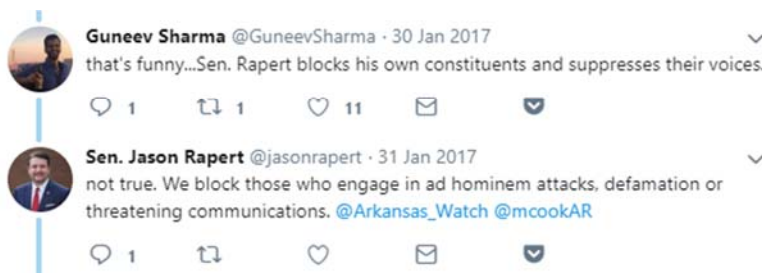 Guneev Sharma @GuneevSharma · 30 Jan 2017
that's funny...Sen. Rapert blocks his own constituents and suppresses their voices.
1 1 11
Sen. Jason Rapert @jasonrapert · 31 Jan 2017
not true. We block those who engage in ad hominem attacks, defamation or
threatening communications. @Arkansas_Watch @mcookAR
1